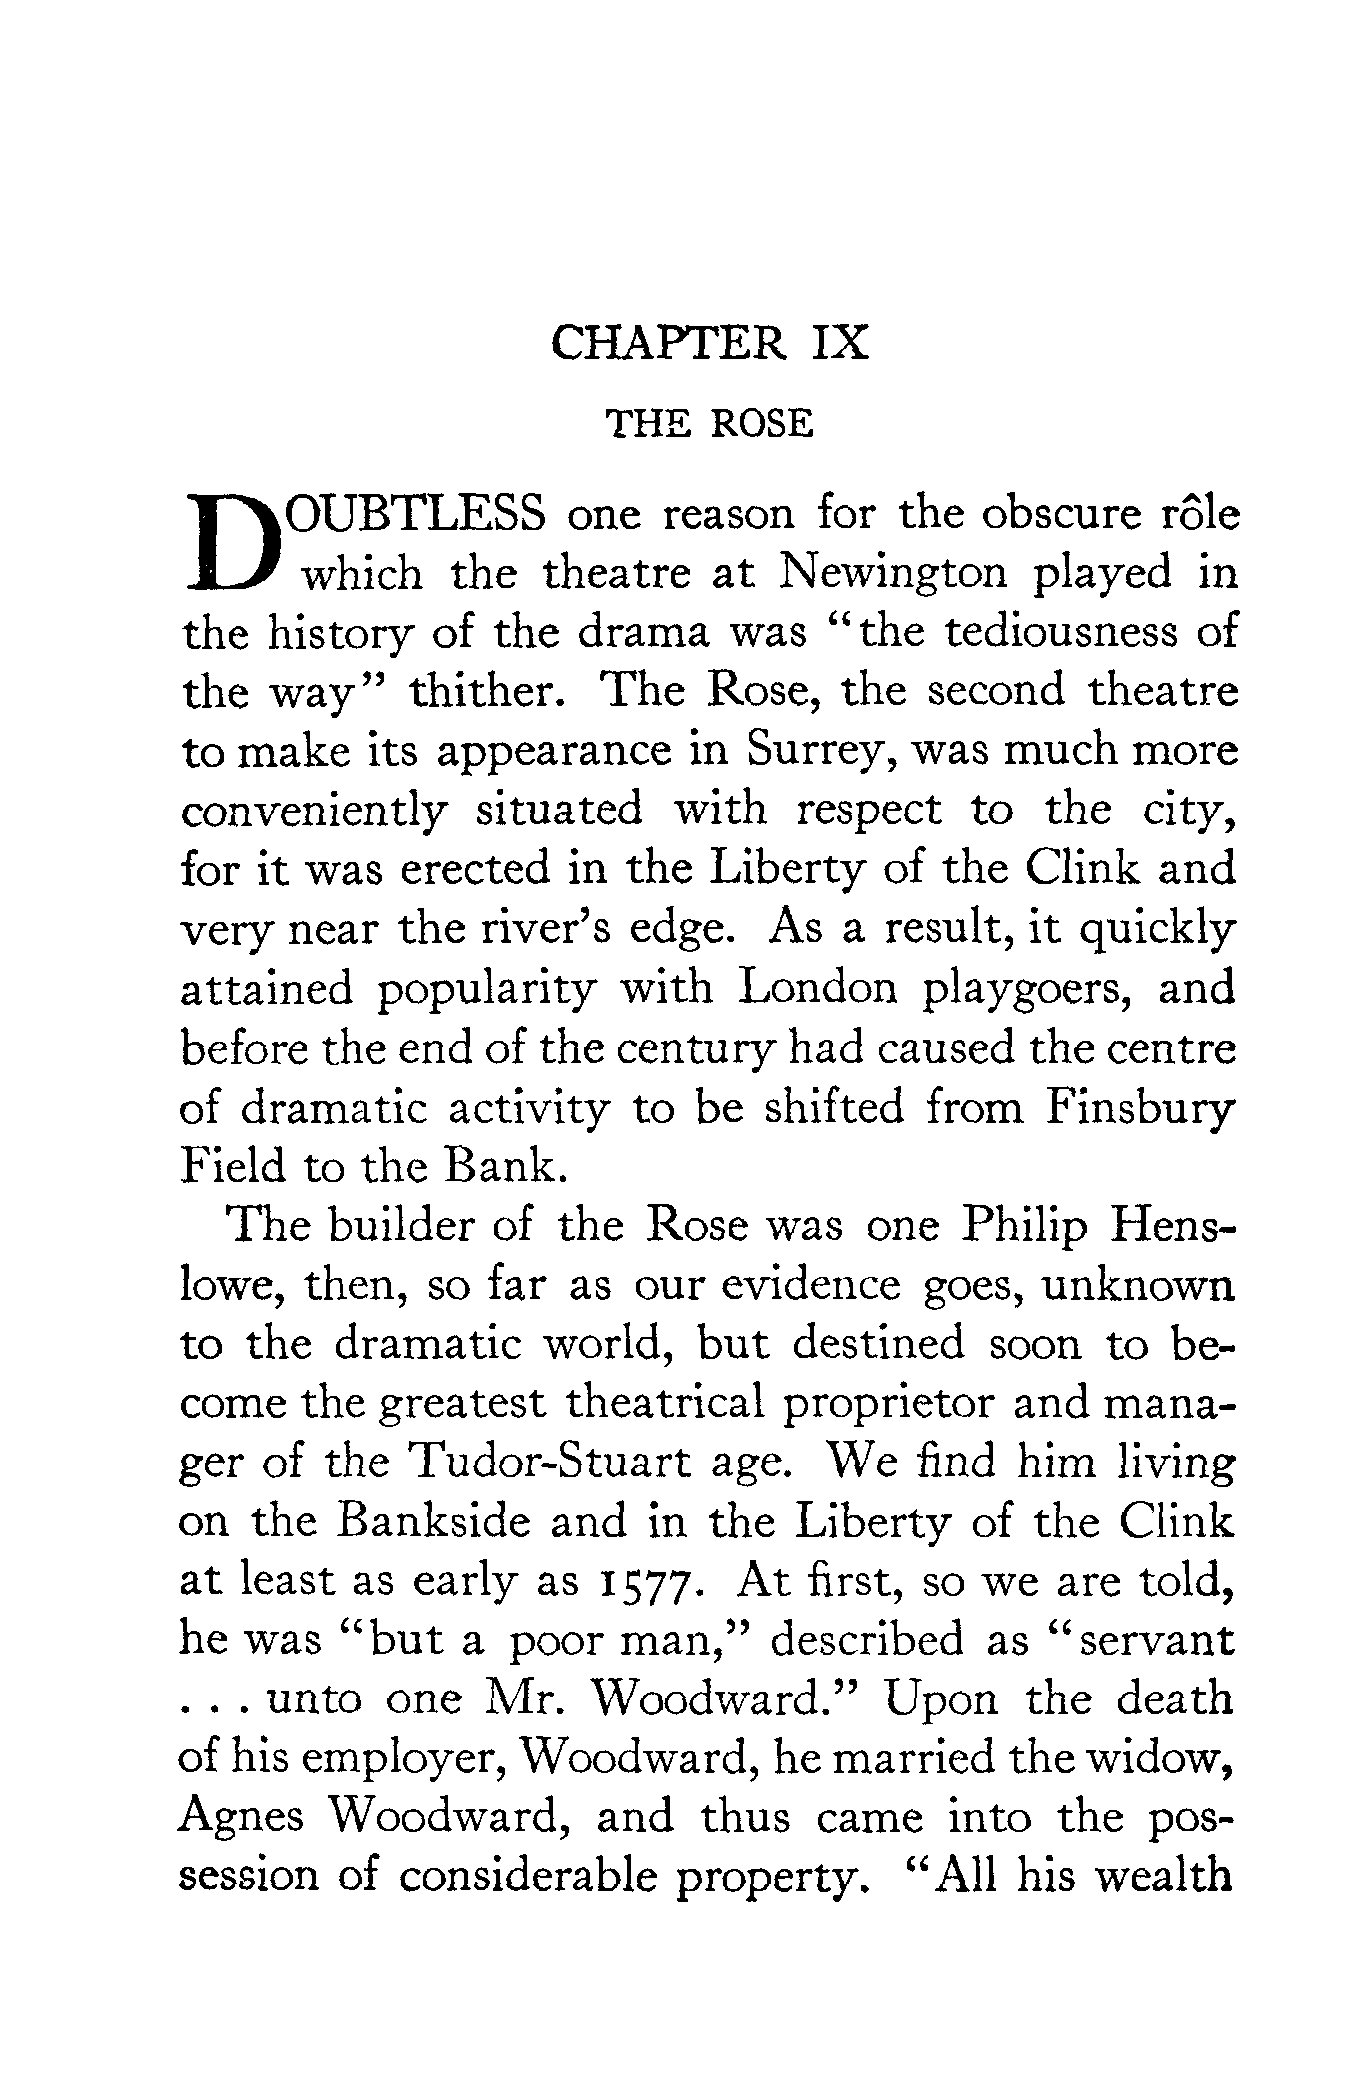 CHAPTER IX
THE ROSE
DOUBTLESS one reason for the obscure rôle
which the theatre at Newington played in
the history of the drama was “the tediousness of
the way” thither. The Rose, the second theatre
to make its appearance in Surrey, was much more
conveniently situated with respect to the city,
for it was erected in the Liberty of the Clink and
very near the river’s edge. As a result, it quickly
attained popularity with London playgoers, and
before the end of the century had caused the centre
of dramatic activity to be shifted from Finsbury
Field to the Bank.
The builder of the Rose was one Philip Hens-
lowe, then, so far as our evidence goes, unknown
to the dramatic world, but destined soon to be-
come the greatest theatrical proprietor and mana-
ger of the Tudor-Stuart age. We find him living
on the Bankside and in the Liberty of the Clink
at least as early as 1577. At first, so we are told,
he was “but a poor man,” described as “servant
. . . unto one Mr. Woodward.” Upon the death
of his employer, Woodward, he married the widow,
Agnes Woodward, and thus came into the pos-
session of considerable property. “All his wealth